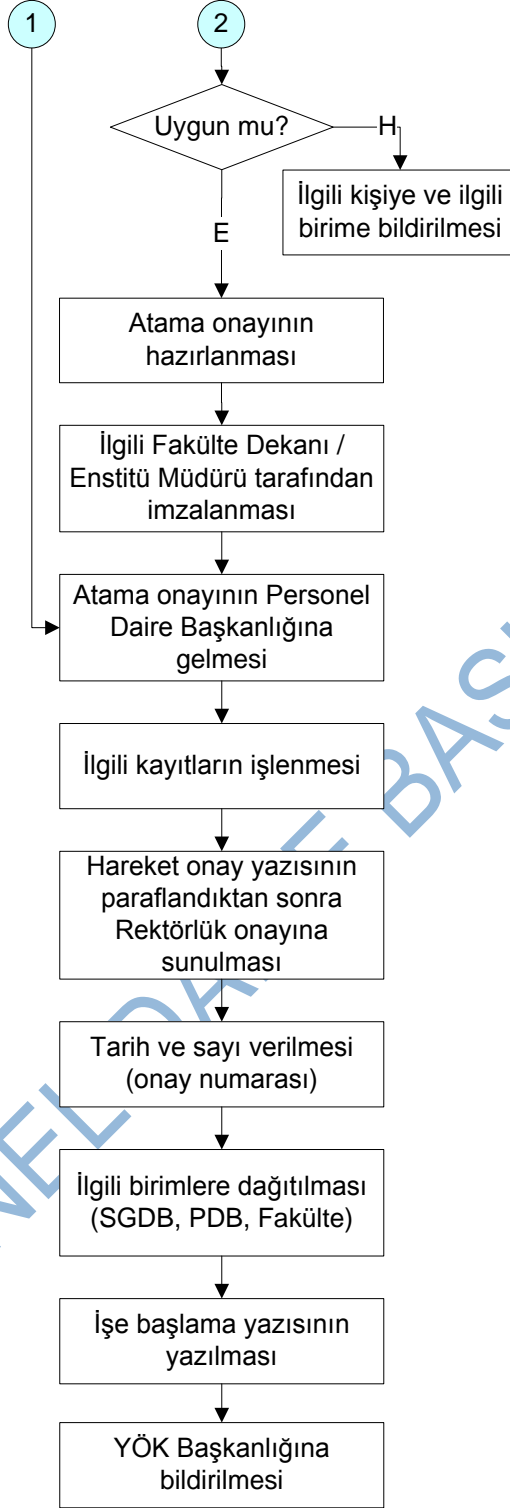 1
2
Uygun mu?
H
İlgili kişiye ve ilgili
birime bildirilmesi
E
Atama onayının
hazırlanması
İlgili Fakülte Dekanı /
Enstitü Müdürü tarafından
imzalanması
Atama onayının Personel
Daire Başkanlığına
gelmesi
İlgili kayıtların işlenmesi
Hareket onay yazısının
paraflandıktan sonra
Rektörlük onayına
sunulması
Tarih ve sayı verilmesi
(onay numarası)
İlgili birimlere dağıtılması
(SGDB, PDB, Fakülte)
İşe başlama yazısının
yazılması
YÖK Başkanlığına
bildirilmesi